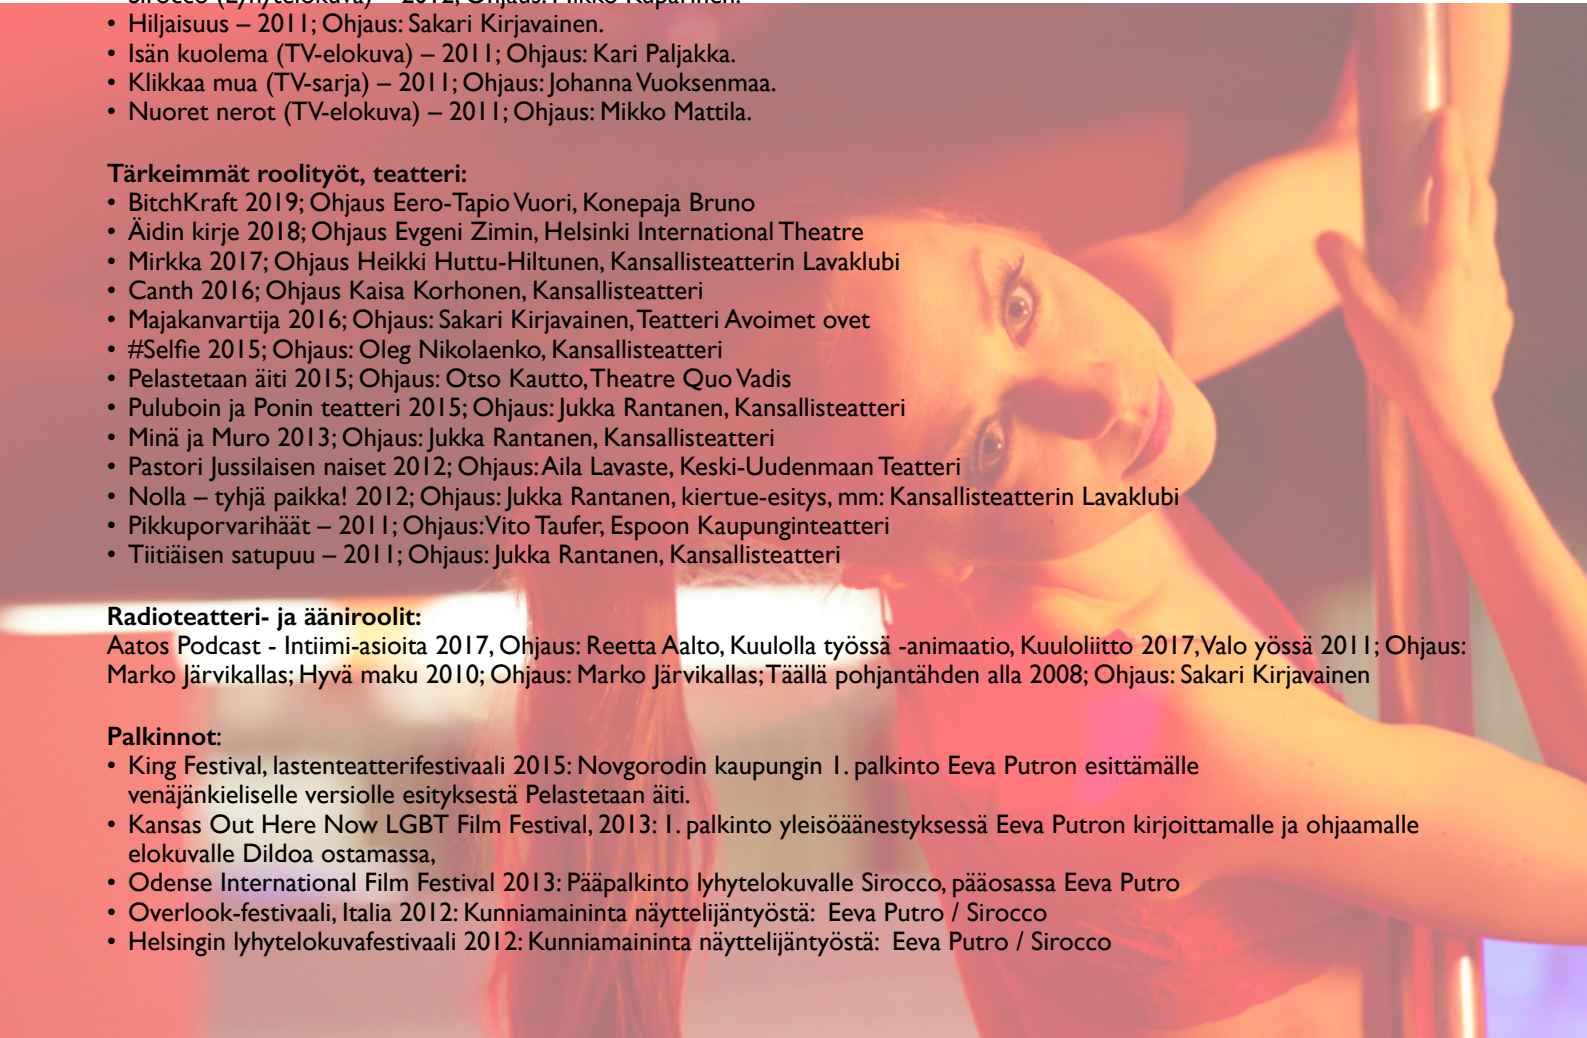 Sirocco (Lyhytelokuva) – 2012; Ohjaus: Mikko Kuparinen.
• Hiljaisuus – 2011; Ohjaus: Sakari Kirjavainen.
• Isän kuolema (TV-elokuva) – 2011; Ohjaus: Kari Paljakka.
• Klikkaa mua (TV-sarja) – 2011; Ohjaus: Johanna Vuoksenmaa.
• Nuoret nerot (TV-elokuva) – 2011; Ohjaus: Mikko Mattila.
Tärkeimmät roolityöt, teatteri:
• BitchKraft 2019; Ohjaus Eero-Tapio Vuori, Konepaja Bruno
• Äidin kirje 2018; Ohjaus Evgeni Zimin, Helsinki International Theatre
• Mirkka 2017; Ohjaus Heikki Huttu-Hiltunen, Kansallisteatterin Lavaklubi
• Canth 2016; Ohjaus Kaisa Korhonen, Kansallisteatteri
• Majakanvartija 2016; Ohjaus: Sakari Kirjavainen, Teatteri Avoimet ovet
• #Selfie 2015; Ohjaus: Oleg Nikolaenko, Kansallisteatteri
• Pelastetaan äiti 2015; Ohjaus: Otso Kautto, Theatre Quo Vadis
• Puluboin ja Ponin teatteri 2015; Ohjaus: Jukka Rantanen, Kansallisteatteri
• Minä ja Muro 2013; Ohjaus: Jukka Rantanen, Kansallisteatteri
• Pastori Jussilaisen naiset 2012; Ohjaus: Aila Lavaste, Keski-Uudenmaan Teatteri
• Nolla – tyhjä paikka! 2012; Ohjaus: Jukka Rantanen, kiertue-esitys, mm: Kansallisteatterin Lavaklubi
• Pikkuporvarihäät – 2011; Ohjaus: Vito Taufer, Espoon Kaupunginteatteri
• Tiitiäisen satupuu – 2011; Ohjaus: Jukka Rantanen, Kansallisteatteri
Radioteatteri- ja ääniroolit:
Aatos Podcast - Intiimi-asioita 2017, Ohjaus: Reetta Aalto, Kuulolla työssä -animaatio, Kuuloliitto 2017, Valo yössä 2011; Ohjaus:
Marko Järvikallas; Hyvä maku 2010; Ohjaus: Marko Järvikallas; Täällä pohjantähden alla 2008; Ohjaus: Sakari Kirjavainen
Palkinnot:
• King Festival, lastenteatterifestivaali 2015: Novgorodin kaupungin 1. palkinto Eeva Putron esittämälle
venäjänkieliselle versiolle esityksestä Pelastetaan äiti.
• Kansas Out Here Now LGBT Film Festival, 2013: 1. palkinto yleisöäänestyksessä Eeva Putron kirjoittamalle ja ohjaamalle
elokuvalle Dildoa ostamassa,
• Odense International Film Festival 2013: Pääpalkinto lyhytelokuvalle Sirocco, pääosassa Eeva Putro
• Overlook-festivaali, Italia 2012: Kunniamaininta näyttelijäntyöstä: Eeva Putro / Sirocco
• Helsingin lyhytelokuvafestivaali 2012: Kunniamaininta näyttelijäntyöstä: Eeva Putro / Sirocco